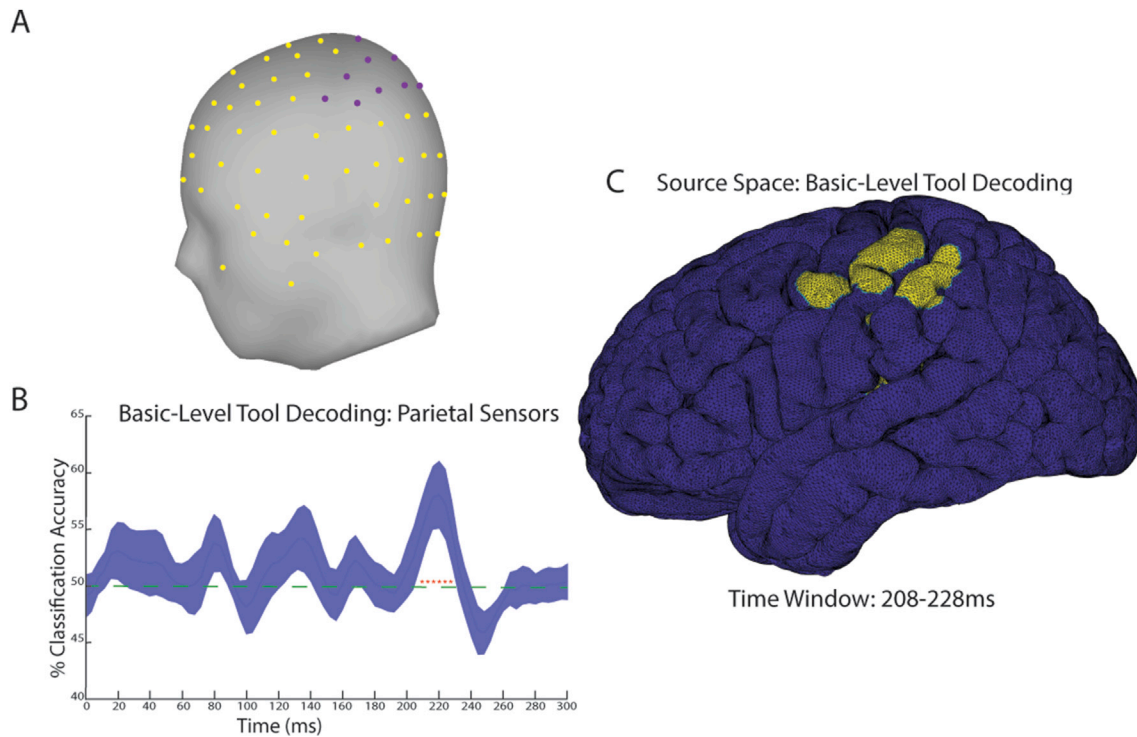 A
C
Source Space: Basic-Level Tool Decoding
B
Basic-Level Tool Decoding: Parietal Sensors
65
60
55
50
45
40
% Classification Accuracy
******
0 20 40 60 80 100 120 140 160 180 200 220 240 260 280 300
Time (ms)
Time Window: 208-228ms